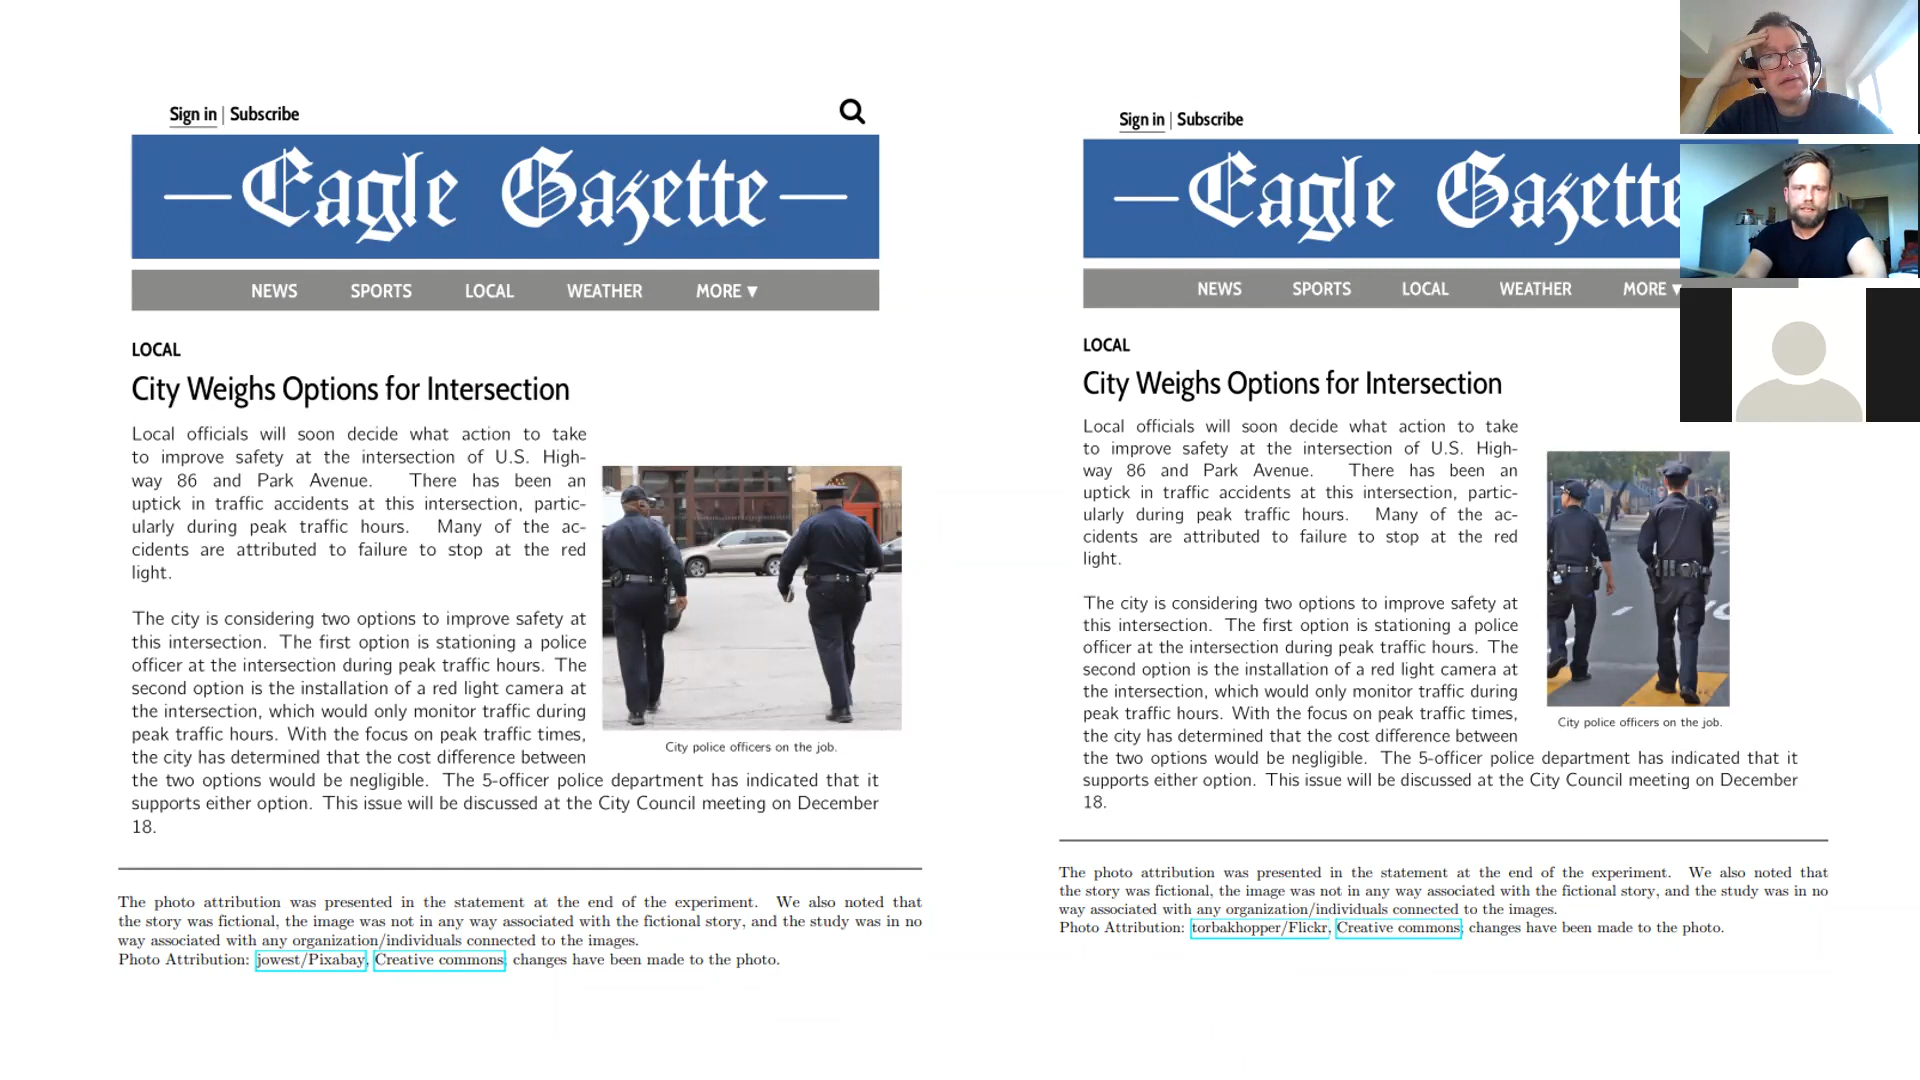 Sign in | Subscribe
Eagle Gazette
NEWS SPORTS LOCAL WEATHER MORE ▼
LOCAL
City Weighs Options for Intersection
Local officials will soon decide what action to take
to improve safety at the intersection of U.S. High-
way 86 and Park Avenue. There has been an
uptick in traffic accidents at this intersection, partic-
ularly during peak traffic hours. Many of the ac-
cidents are attributed to failure to stop at the red
light.
The city is considering two options to improve safety at
this intersection. The first option is stationing a police
officer at the intersection during peak traffic hours. The
second option is the installation of a red light camera at
the intersection, which would only monitor traffic during
peak traffic hours. With the focus on peak traffic times,
the city has determined that the cost difference between
the two options would be negligible. The 5-officer police department has indicated that it
supports either option. This issue will be discussed at the City Council meeting on December
18.
City police officers on the job.
The photo attribution was presented in the statement at the end of the experiment. We also noted that
the story was fictional, the image was not in any way associated with the fictional story, and the study was in no
way associated with any organization/individuals connected to the images.
Photo Attribution: jowest/Pixabay, Creative commons; changes have been made to the photo.
Sign in | Subscribe
Eagle Gazette
NEWS SPORTS LOCAL WEATHER MORE ▼
LOCAL
City Weighs Options for Intersection
Local officials will soon decide what action to take
to improve safety at the intersection of U.S. High-
way 86 and Park Avenue. There has been an
uptick in traffic accidents at this intersection, partic-
ularly during peak traffic hours. Many of the ac-
cidents are attributed to failure to stop at the red
light.
The city is considering two options to improve safety at
this intersection. The first option is stationing a police
officer at the intersection during peak traffic hours. The
second option is the installation of a red light camera at
the intersection, which would only monitor traffic during
peak traffic hours. With the focus on peak traffic times,
the city has determined that the cost difference between
the two options would be negligible. The 5-officer police department has indicated that it
supports either option. This issue will be discussed at the City Council meeting on December
18.
City police officers on the job.
The photo attribution was presented in the statement at the end of the experiment. We also noted that
the story was fictional, the image was not in any way associated with the fictional story, and the study was in no
way associated with any organization/individuals connected to the images.
Photo Attribution: torbakhopper/Flickr, Creative commons; changes have been made to the photo.